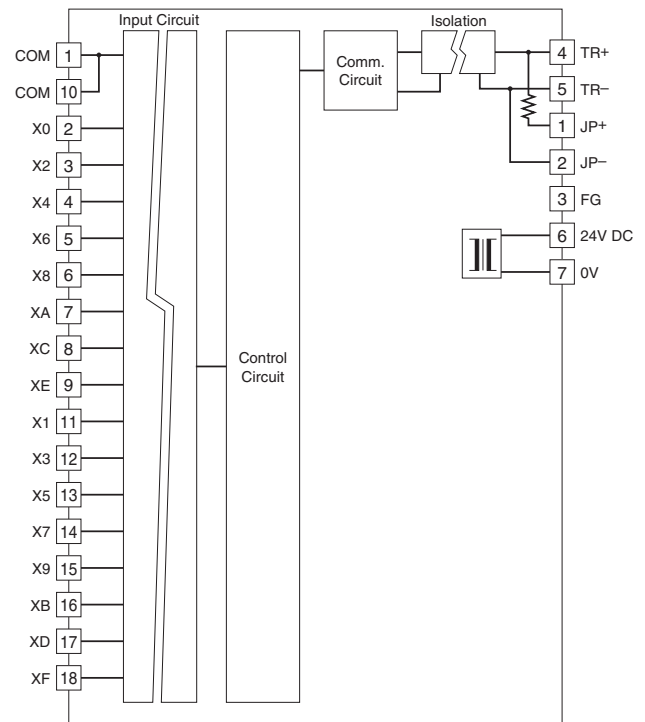 Input Circuit
Isolation
COM 1
COM 10
X0 2
X2 3
X4 4
X6 5
X8 6
XA 7
XC 8
XE 9
X1 11
X3 12
X5 13
X7 14
X9 15
XB 16
XD 17
XF 18
Control
Circuit
Comm.
Circuit
4 TR+
5 TR−
1 JP+
2 JP−
3 FG
6 24V DC
7 0V